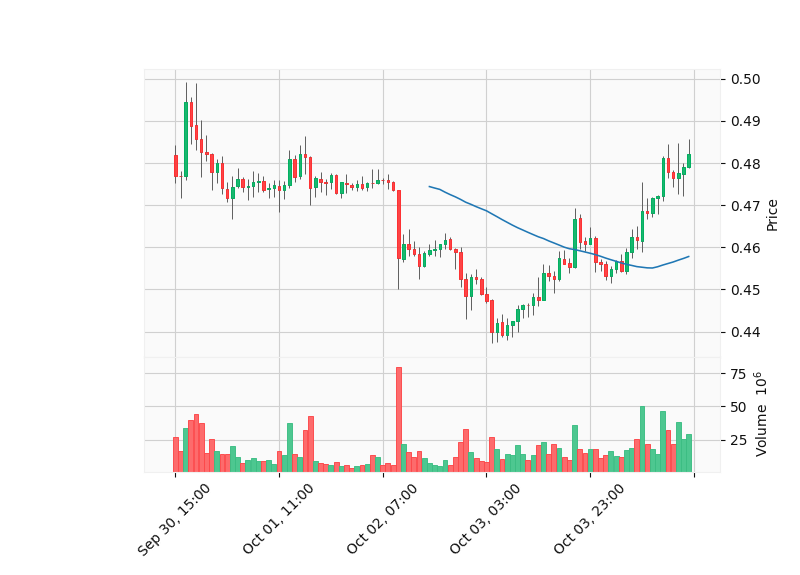 0.50
0.49
0.48
0.47
0.46
0.45
0.44
Price
75
50
25
Volume 10^6
Sep 30, 15:00
Oct 01, 11:00
Oct 02, 07:00
Oct 03, 03:00
Oct 03, 23:00